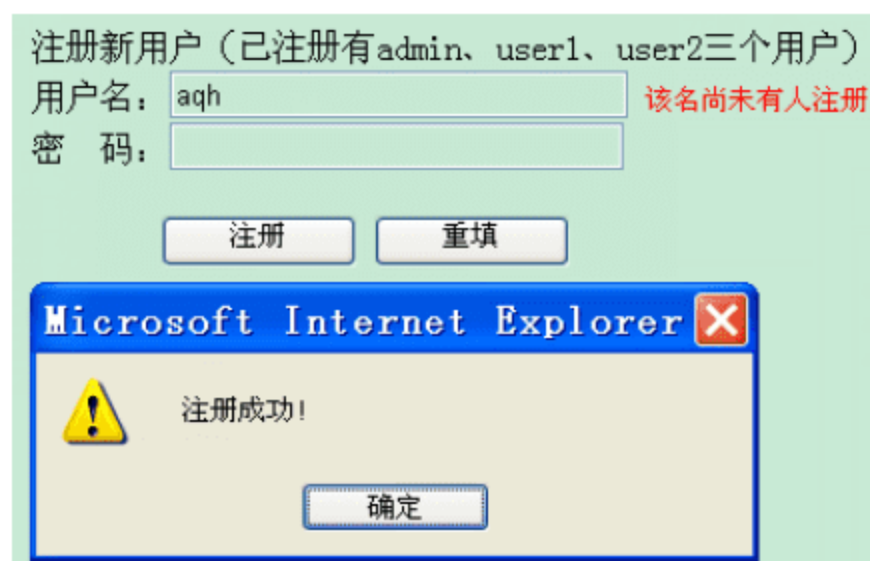 注册新用户（已注册有admin、user1、user2三个用户）
用户名：aqh 该名尚未有人注册
密 码：
注册 重填
Microsoft Internet Explorer
注册成功!
确定